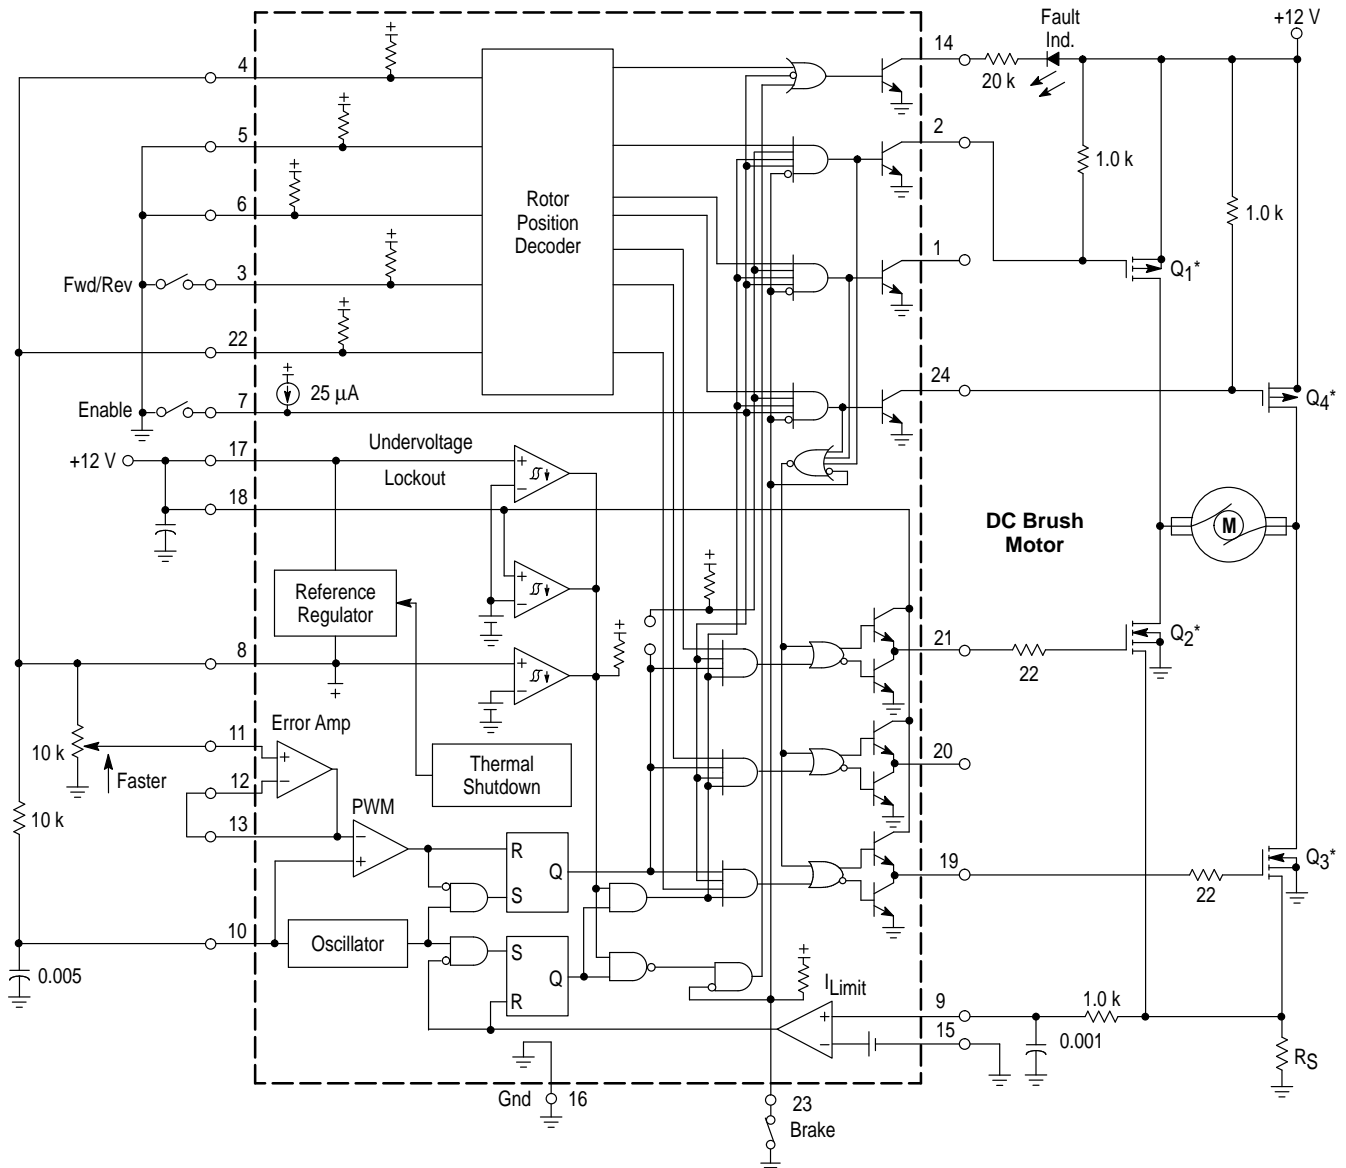 Fault
Ind.
+12 V
14
20 k
4
5
2
1.0 k
1.0 k
6
Rotor
Position
Decoder
Fwd/Rev
3
1
Q1*
22
Enable
7
25 µA
24
Q4*
+12 V
17
Undervoltage
Lockout
18
DC Brush
Motor
M
Reference
Regulator
8
21
22
Q2*
Error Amp
10 k
11
Faster
12
Thermal
Shutdown
20
10 k
13
PWM
R
Q
S
19
22
Q3*
10
Oscillator
0.005
S
Q
R
ILimit
9
1.0 k
15
0.001
RS
Gnd
16
23
Brake
+
+
+
+
+
+
+
−
+
−
+
+
+
−
+
+
−
−
+
+
+
−